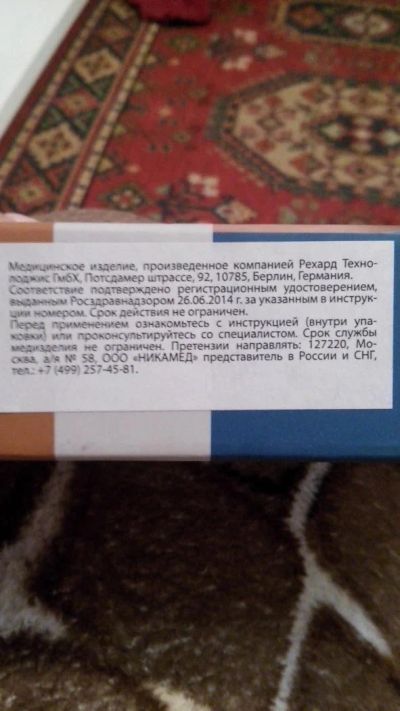 Медицинское изделие, произведенное компанией Рехард Техно-
лоджис ГмбХ, Потсдамер штрассе, 92, 10785, Берлин, Германия.
Соответствие подтверждено регистрационным удостоверением,
выданным Росздравнадзором 26.06.2014 г. за указанным в инструк-
ции номером. Срок действия не ограничен.
Перед применением ознакомьтесь с инструкцией (внутри упа-
ковки) или проконсультируйтесь со специалистом. Срок службы
медизделия не ограничен. Претензии направлять: 127220, Мо-
сква, а/я № 58, ООО «НИКАМЕД» представитель в России и СНГ,
тел.: +7 (499) 257-45-81.